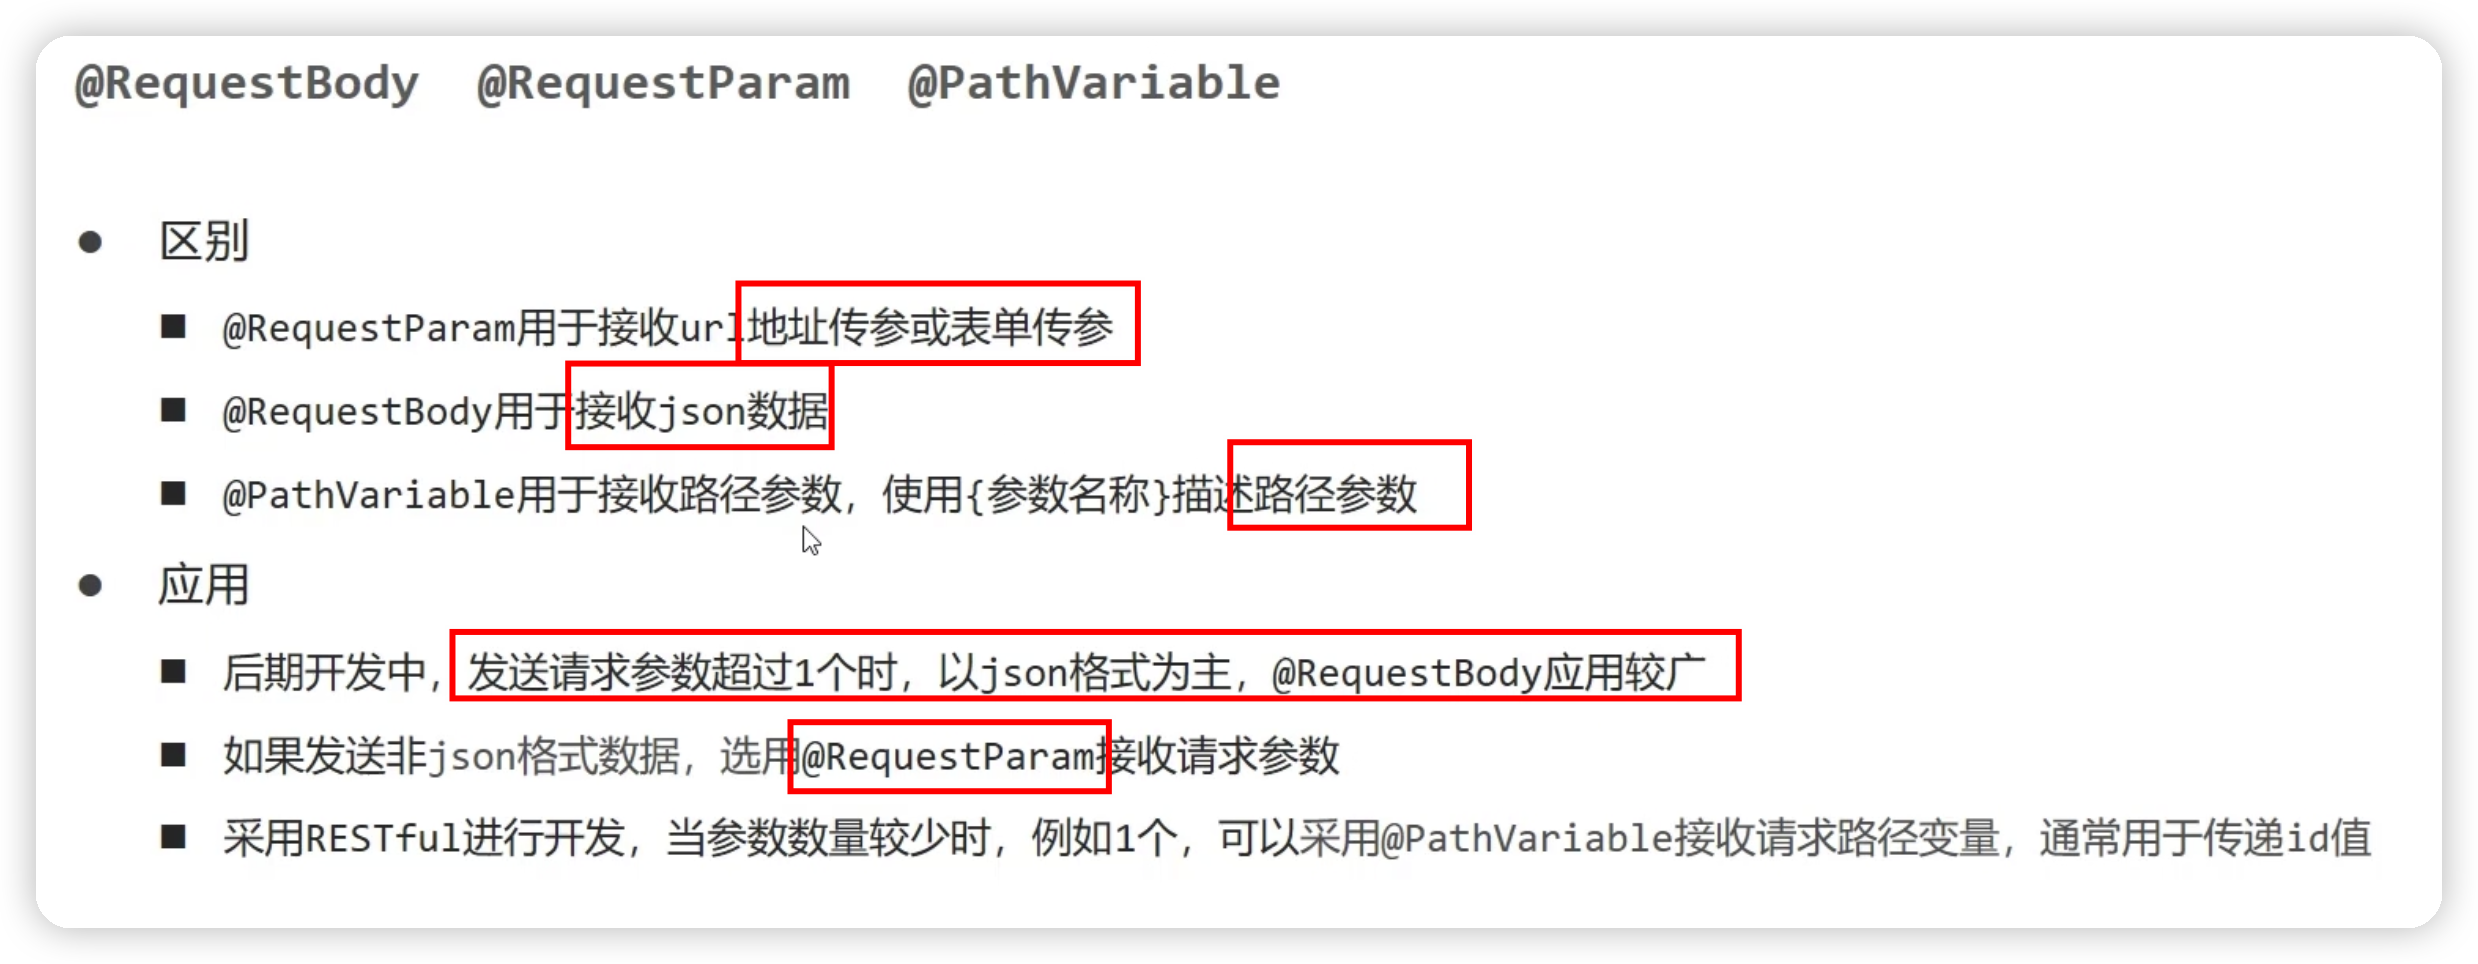 @RequestBody @RequestParam @PathVariable
● 区别
■ @RequestParam用于接收url地址传参或表单传参
■ @RequestBody用于接收json数据
■ @PathVariable用于接收路径参数，使用{参数名称}描述路径参数
● 应用
■ 后期开发中，发送请求参数超过1个时，以json格式为主，@RequestBody应用较广
■ 如果发送非json格式数据，选用@RequestParam接收请求参数
■ 采用RESTful进行开发，当参数数量较少时，例如1个，可以采用@PathVariable接收请求路径变量，通常用于传递id值